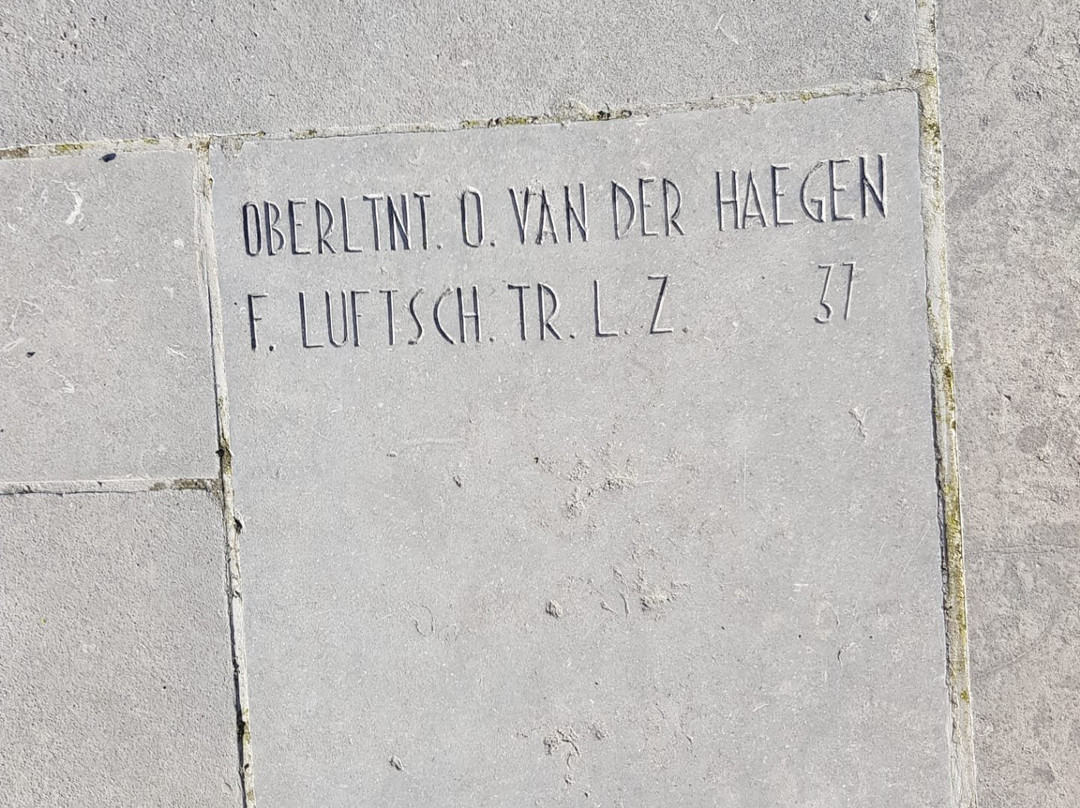 OBERLTNT. O. VAN DER HAEGEN
F. LUFTSCH. TR. L. Z. 37